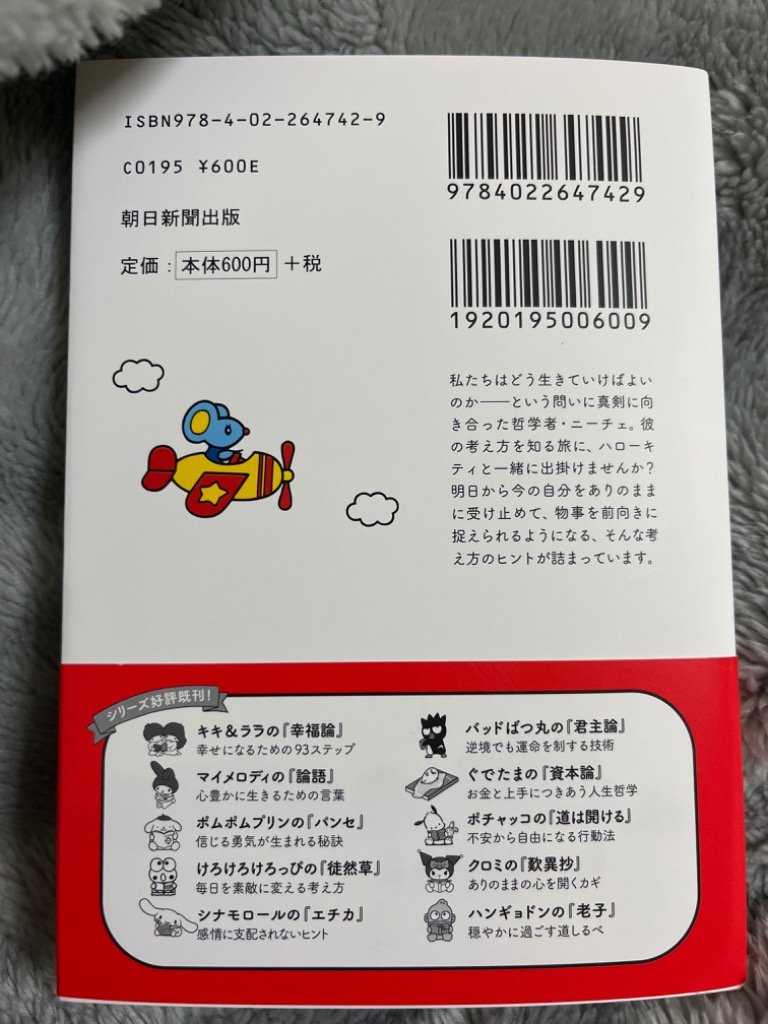 ISBN978-4-02-264742-9
C0195 ¥600E
朝日新聞出版
定価：本体600円＋税
9784022647429
1920195006009
私たちはどう生きていけばよい
のか――という問いに真剣に向
き合った哲学者・ニーチェ。彼
の考え方を知る旅に、ハローキ
ティと一緒に出掛けませんか？
明日から今の自分をありのまま
に受け止めて、物事を前向きに
捉えられるようになる、そんな考
え方のヒントが詰まっています。
シリーズ好評既刊！
キキ＆ララの『幸福論』
幸せになるための93ステップ
マイメロディの『論語』
心豊かに生きるための言葉
ポムポムプリンの『パンセ』
信じる勇気が生まれる秘訣
けろけろけろっぴの『徒然草』
毎日を素敵に変える考え方
シナモロールの『エチカ』
感情に支配されないヒント
バッドばつ丸の『君主論』
逆境でも運命を制する技術
ぐでたまの『資本論』
お金と上手につきあう人生哲学
ポチャッコの『道は開ける』
不安から自由になる行動法
クロミの『歎異抄』
ありのままの心を開くカギ
ハンギョドンの『老子』
穏やかに過ごす道しるべ